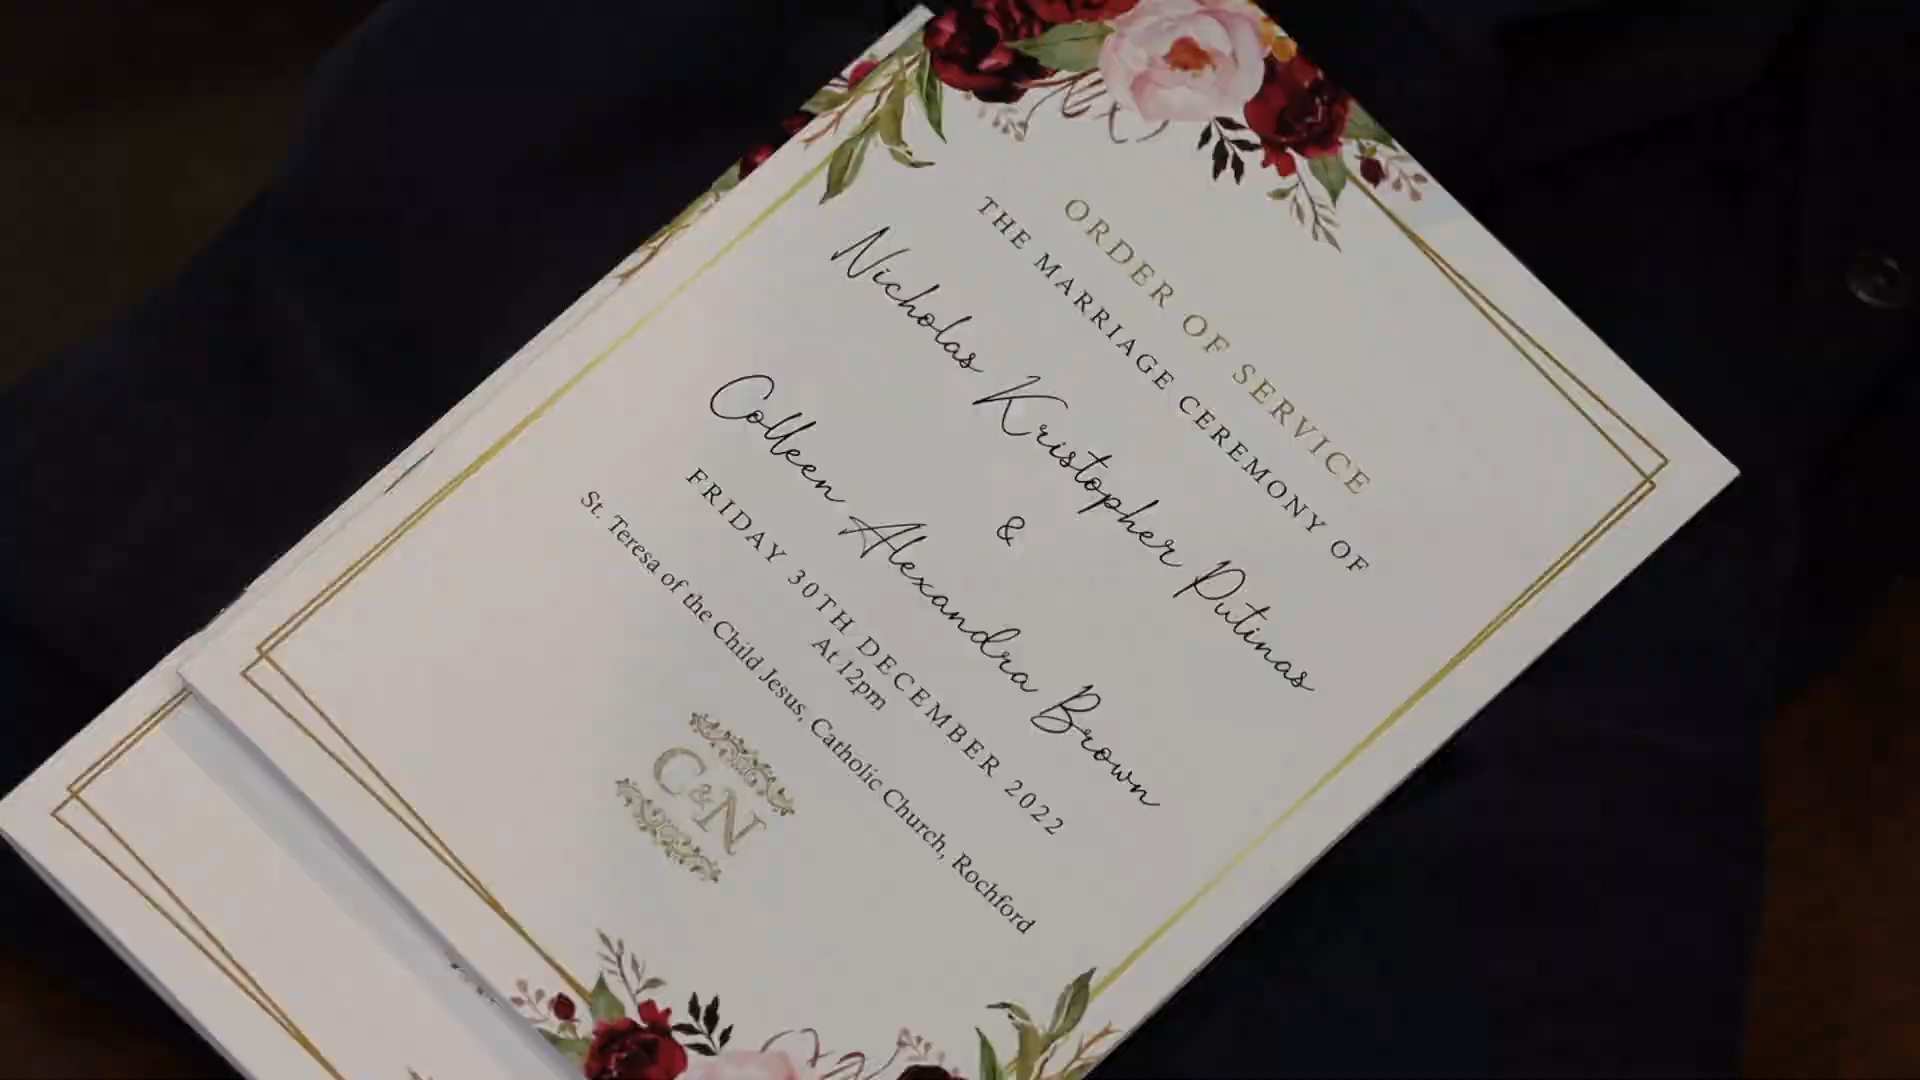 ORDER OF SERVICE
THE MARRIAGE CEREMONY OF
Nicholas Kristopher Putinas
&
Colleen Alexandra Brown
FRIDAY 30TH DECEMBER 2022
At 12pm
St. Teresa of the Child Jesus, Catholic Church, Rochford
C&N